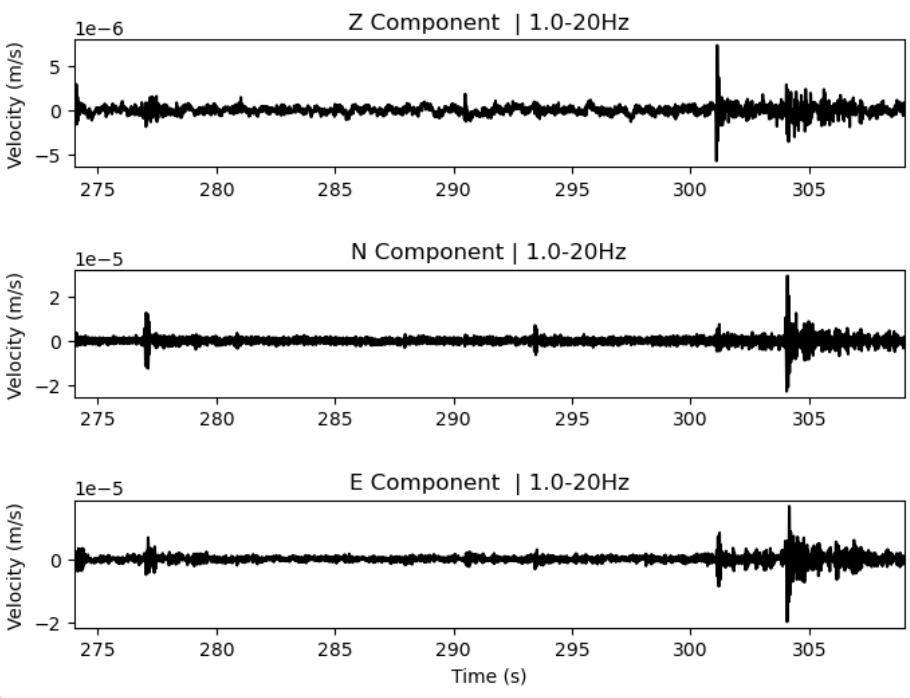 Z Component | 1.0-20Hz
1e−6
Velocity (m/s)
5
0
−5
275 280 285 290 295 300 305
N Component | 1.0-20Hz
1e−5
Velocity (m/s)
2
0
−2
275 280 285 290 295 300 305
E Component | 1.0-20Hz
1e−5
Velocity (m/s)
0
−2
275 280 285 290 295 300 305
Time (s)